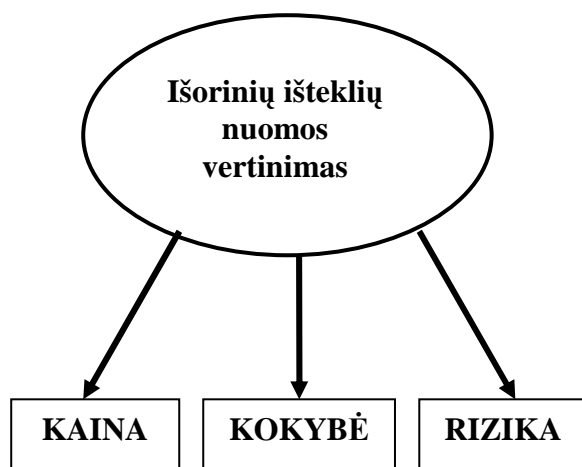 Išorinių išteklių
nuomos
vertinimas
KAINA
KOKYBĖ
RIZIKA